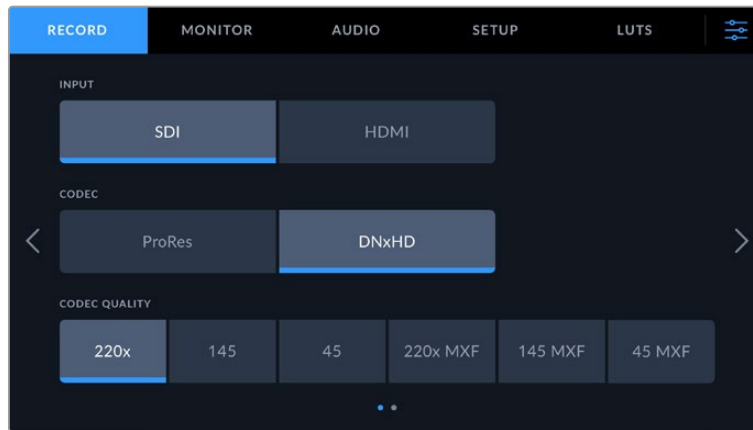 RECORD MONITOR AUDIO SETUP LUTS
INPUT
SDI HDMI
CODEC
ProRes DNxHD
CODEC QUALITY
220x 145 45 220x MXF 145 MXF 45 MXF